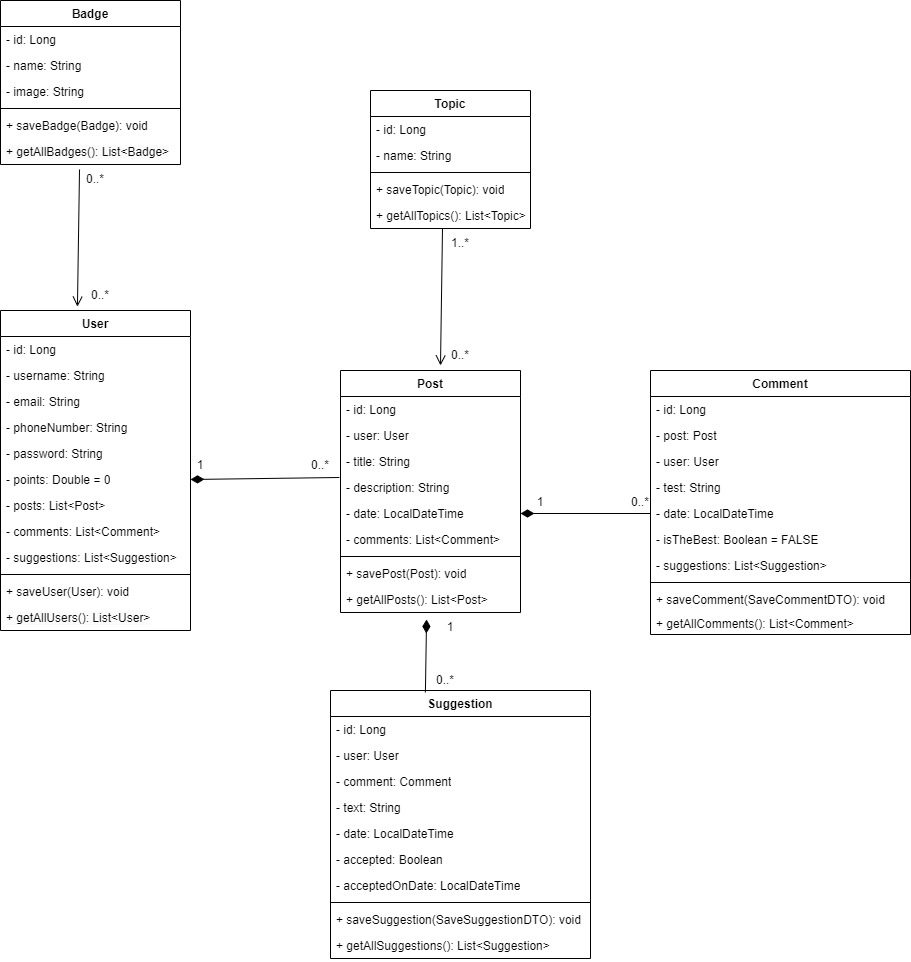 Badge
- id: Long
- name: String
- image: String
+ saveBadge(Badge): void
+ getAllBadges(): List<Badge>
0..*
0..*
Topic
- id: Long
- name: String
+ saveTopic(Topic): void
+ getAllTopics(): List<Topic>
1..*
0..*
User
- id: Long
- username: String
- email: String
- phoneNumber: String
- password: String
- points: Double = 0
- posts: List<Post>
- comments: List<Comment>
- suggestions: List<Suggestion>
+ saveUser(User): void
+ getAllUsers(): List<User>
1
0..*
Post
- id: Long
- user: User
- title: String
- description: String
- date: LocalDateTime
- comments: List<Comment>
+ savePost(Post): void
+ getAllPosts(): List<Post>
1
0..*
Comment
- id: Long
- post: Post
- user: User
- test: String
- date: LocalDateTime
- isTheBest: Boolean = FALSE
- suggestions: List<Suggestion>
+ saveComment(SaveCommentDTO): void
+ getAllComments(): List<Comment>
1
0..*
Suggestion
- id: Long
- user: User
- comment: Comment
- text: String
- date: LocalDateTime
- accepted: Boolean
- acceptedOnDate: LocalDateTime
+ saveSuggestion(SaveSuggestionDTO): void
+ getAllSuggestions(): List<Suggestion>